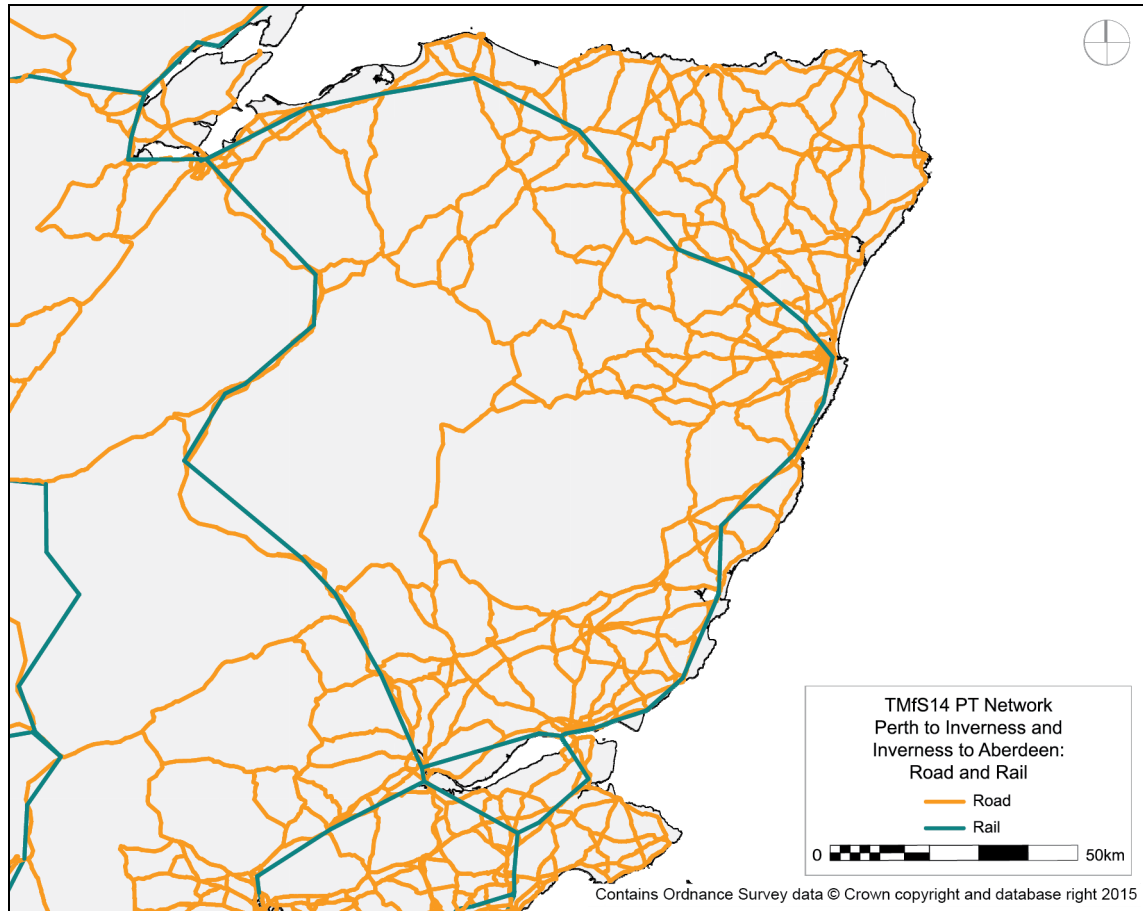 TMfS14 PT Network
Perth to Inverness and
Inverness to Aberdeen:
Road and Rail
Road
Rail
0 50km
Contains Ordnance Survey data © Crown copyright and database right 2015